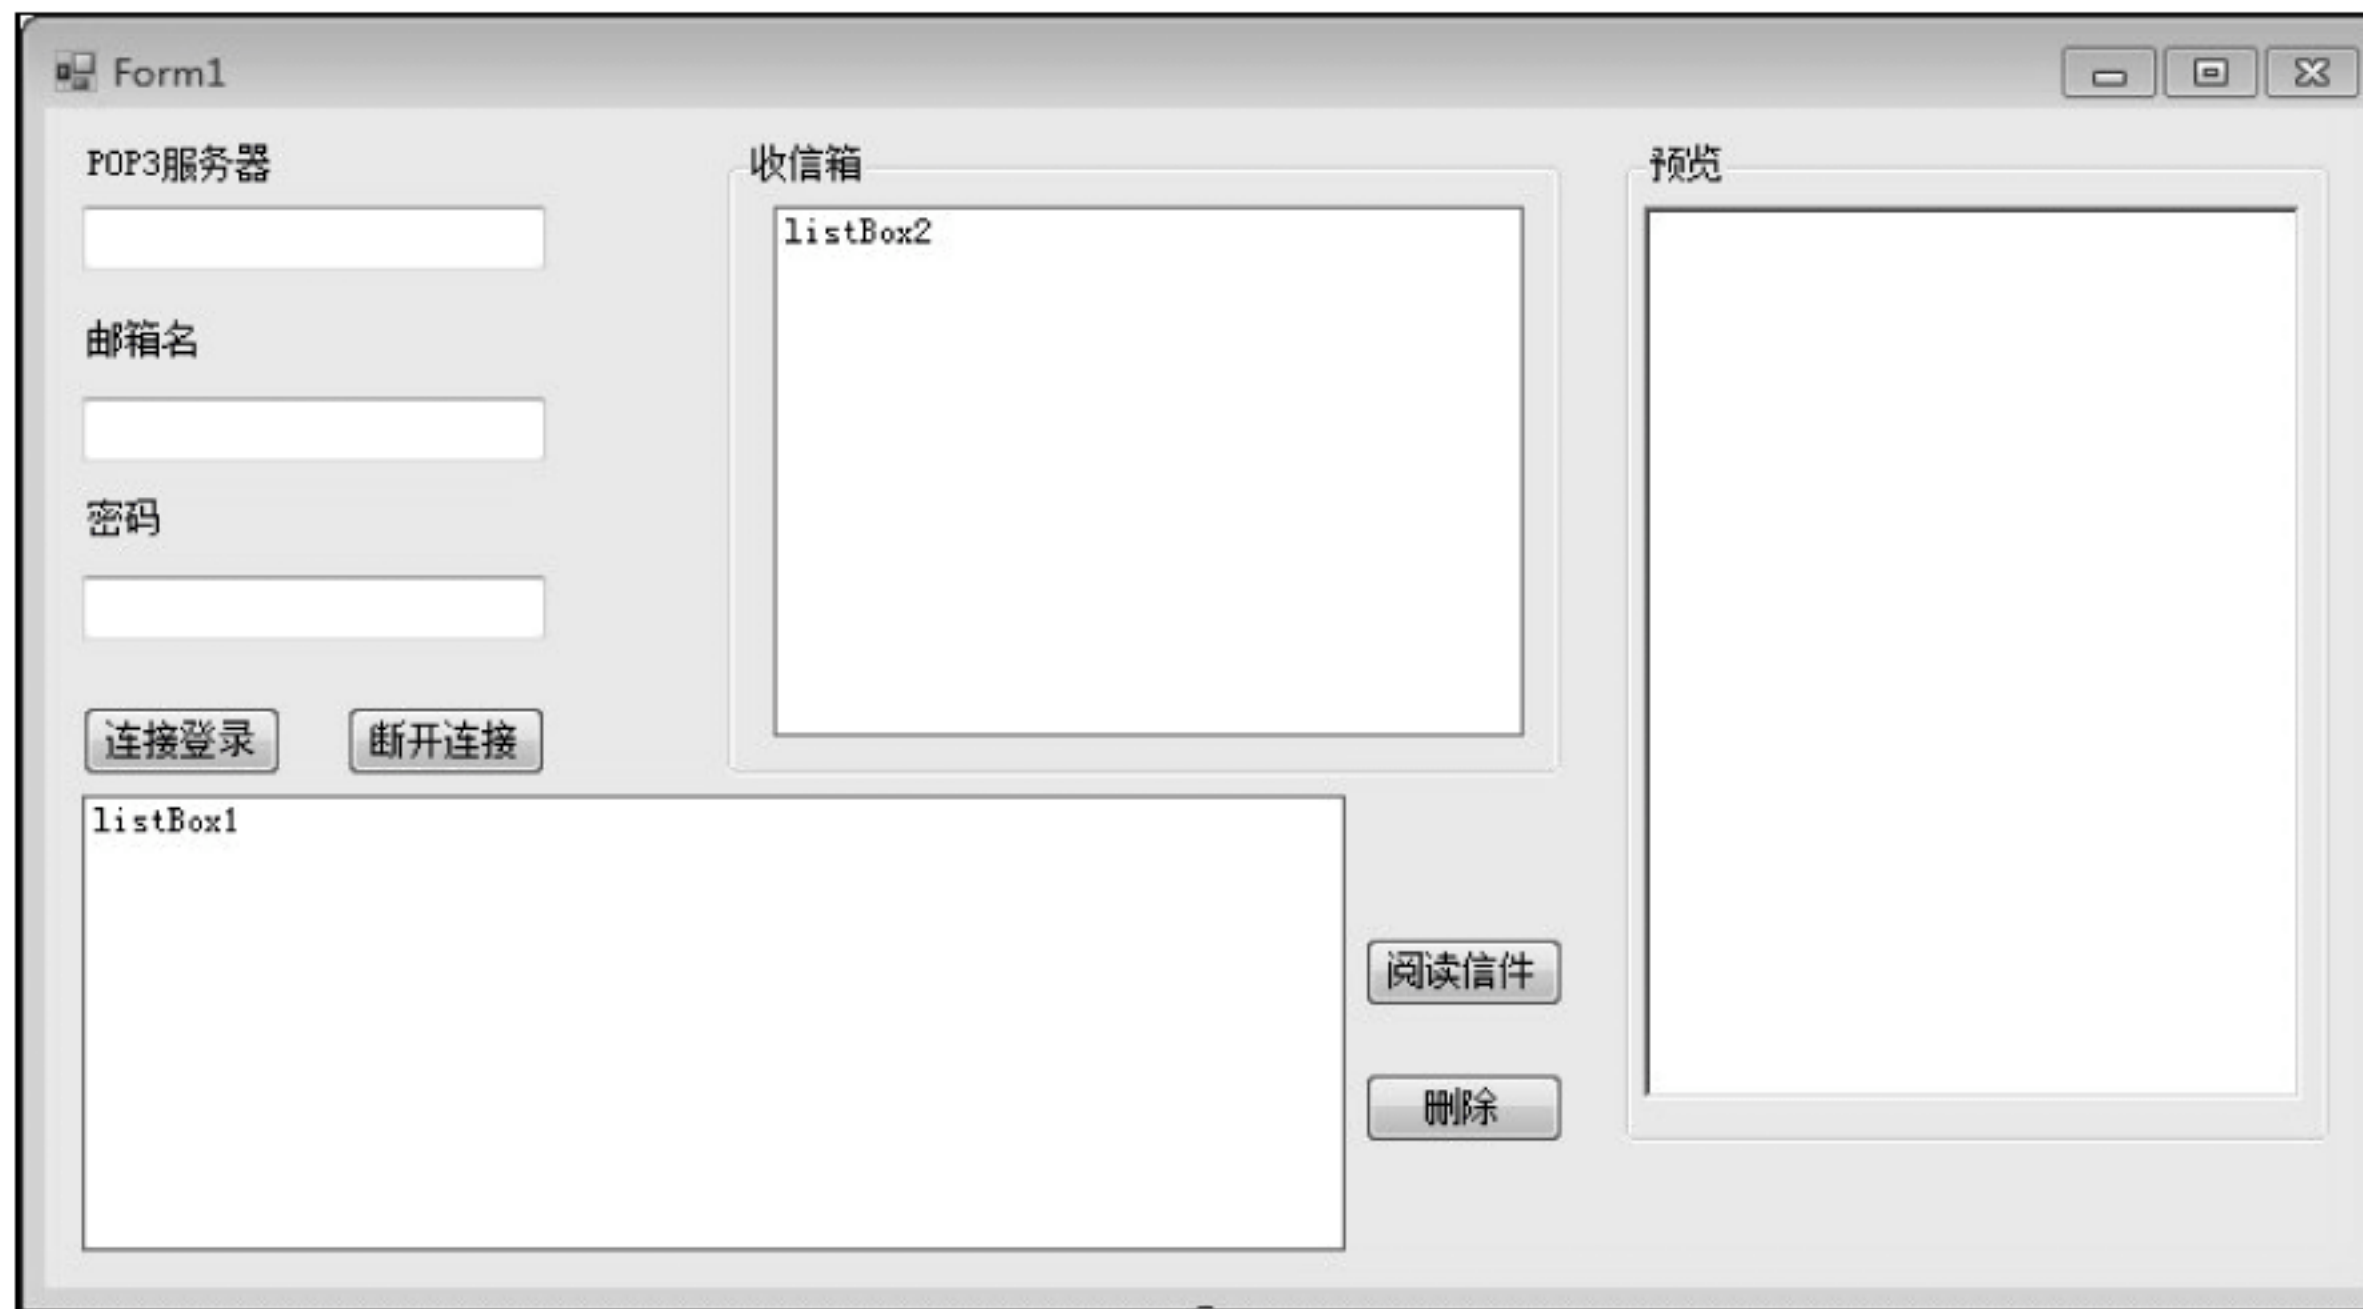 Form1
POP3服务器
收信箱
预览
listBox2
邮箱名
密码
连接登录
断开连接
listBox1
阅读信件
删除